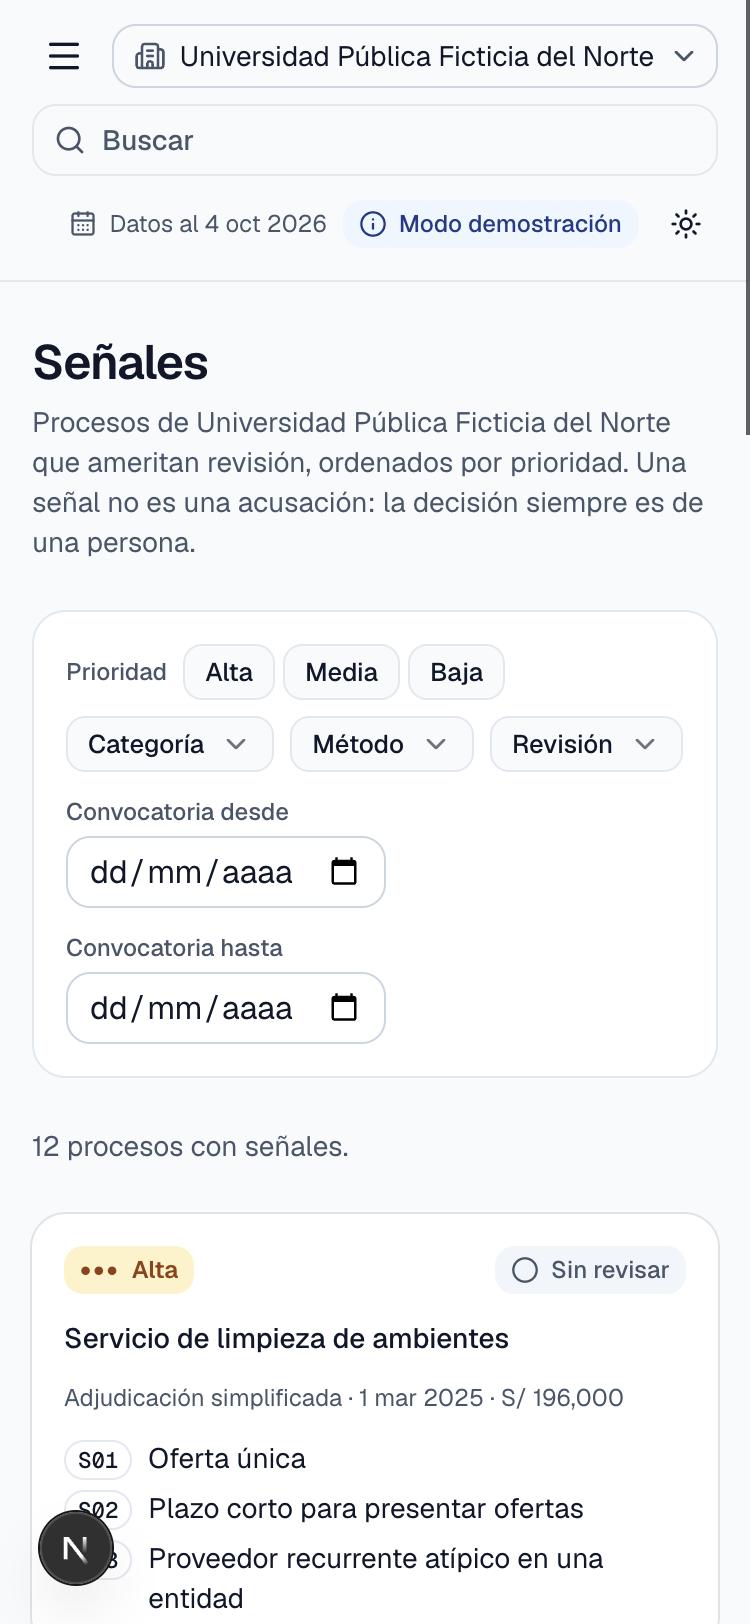 Universidad Pública Ficticia del Norte
Buscar
Datos al 4 oct 2026
Modo demostración
Señales
Procesos de Universidad Pública Ficticia del Norte
que ameritan revisión, ordenados por prioridad. Una
señal no es una acusación: la decisión siempre es de
una persona.
Prioridad Alta Media Baja
Categoría Método Revisión
Convocatoria desde
dd/mm/aaaa
Convocatoria hasta
dd/mm/aaaa
12 procesos con señales.
Alta Sin revisar
Servicio de limpieza de ambientes
Adjudicación simplificada · 1 mar 2025 · S/ 196,000
S01 Oferta única
S02 Plazo corto para presentar ofertas
Proveedor recurrente atípico en una
entidad
N